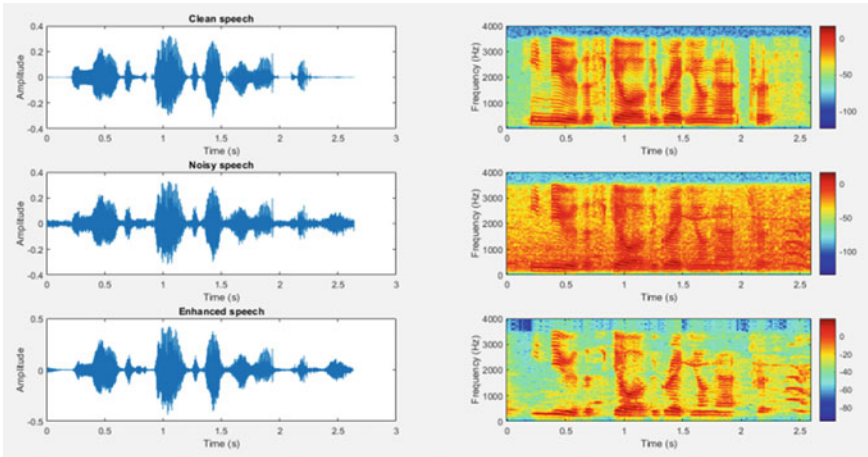 Clean speech
0.4
0.2
0
-0.2
-0.4
Amplitude
0 0.5 1 1.5 2 2.5 3
Time (s)
4000
3000
2000
1000
0
Frequency (Hz)
0 0.5 1 1.5 2 2.5
Time (s)
0
-50
-100
Noisy speech
0.4
0.2
0
-0.2
-0.4
Amplitude
0 0.5 1 1.5 2 2.5 3
Time (s)
4000
3000
2000
1000
0
Frequency (Hz)
0 0.5 1 1.5 2 2.5
Time (s)
0
-50
-100
Enhanced speech
0.5
0
-0.5
Amplitude
0 0.5 1 1.5 2 2.5 3
Time (s)
4000
3000
2000
1000
0
Frequency (Hz)
0 0.5 1 1.5 2 2.5
Time (s)
0
-20
-40
-60
-80